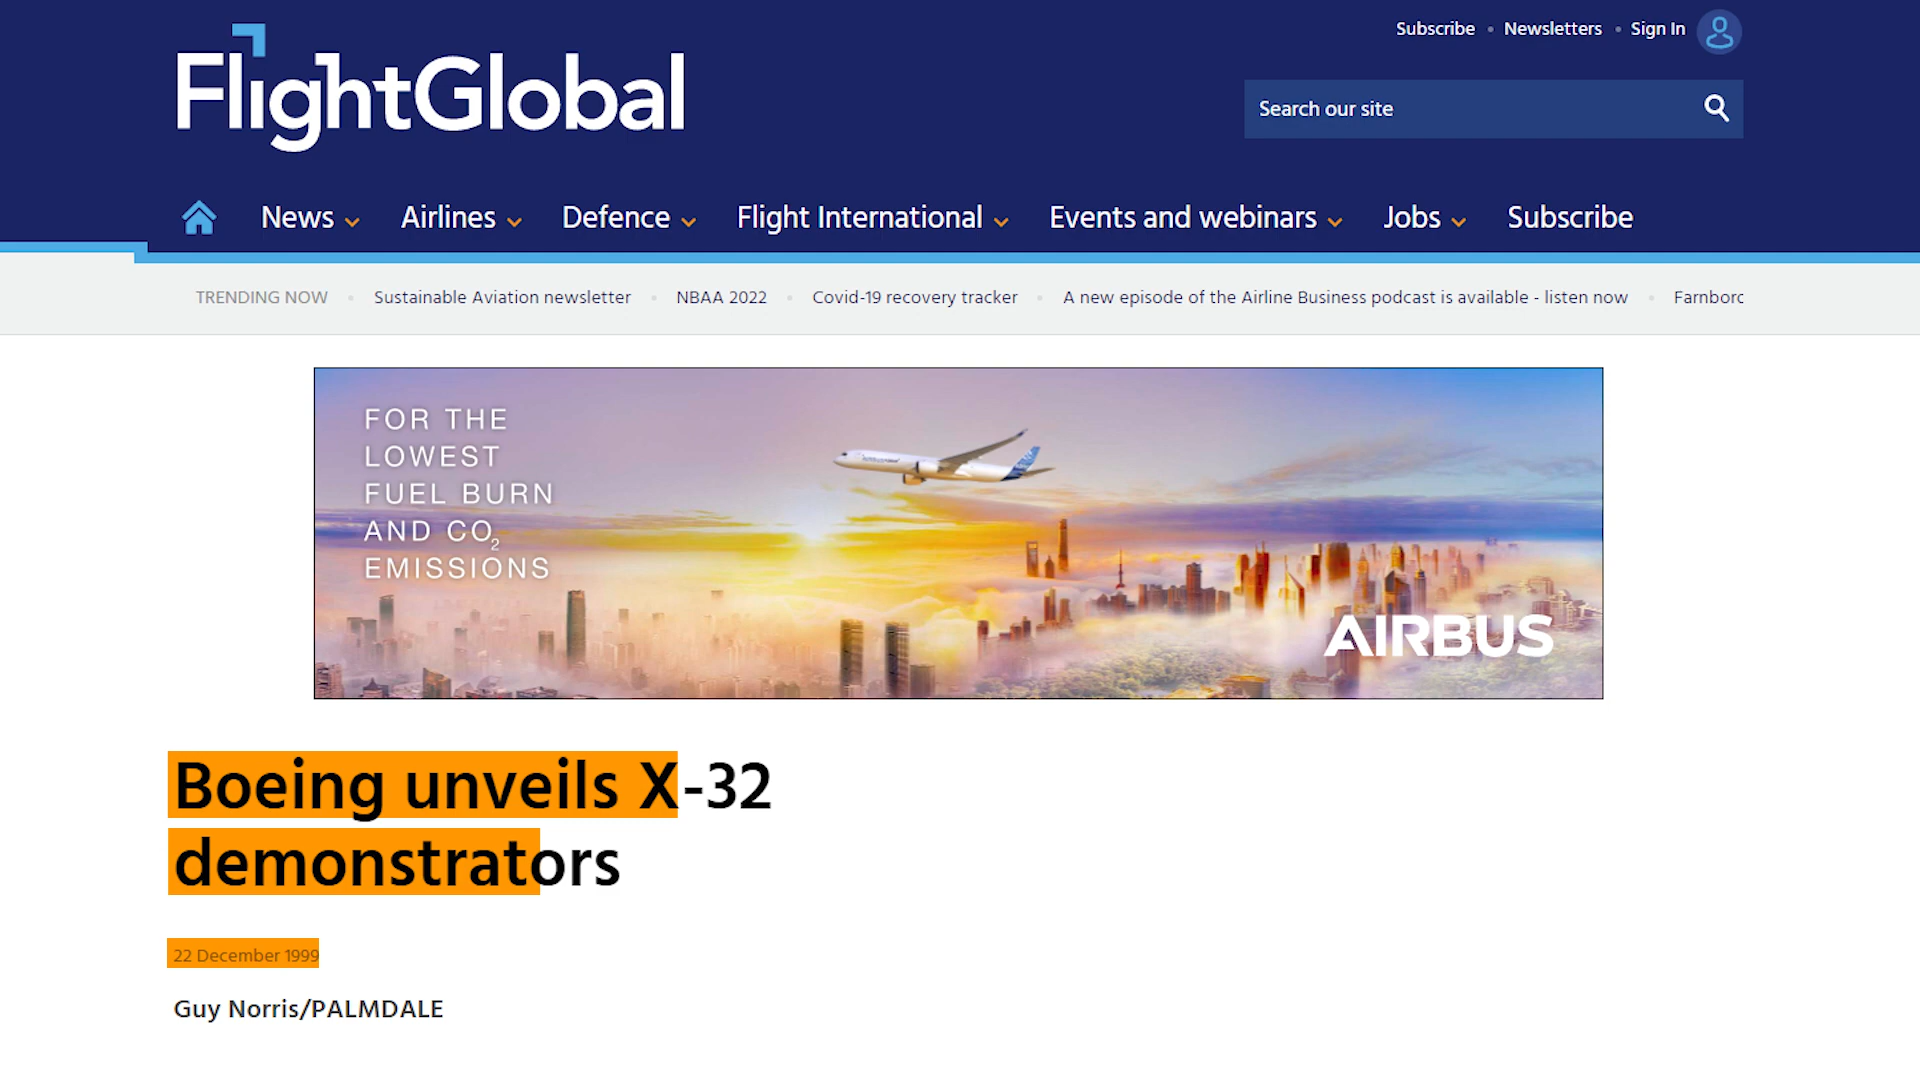 Subscribe • Newsletters • Sign In
FlightGlobal
Search our site
News Airlines Defence Flight International Events and webinars Jobs Subscribe
TRENDING NOW • Sustainable Aviation newsletter • NBAA 2022 • Covid-19 recovery tracker • A new episode of the Airline Business podcast is available - listen now • Farnborc
FOR THE
LOWEST
FUEL BURN
AND CO₂
EMISSIONS
AIRBUS
Boeing unveils X-32
demonstrators
22 December 1999
Guy Norris/PALMDALE